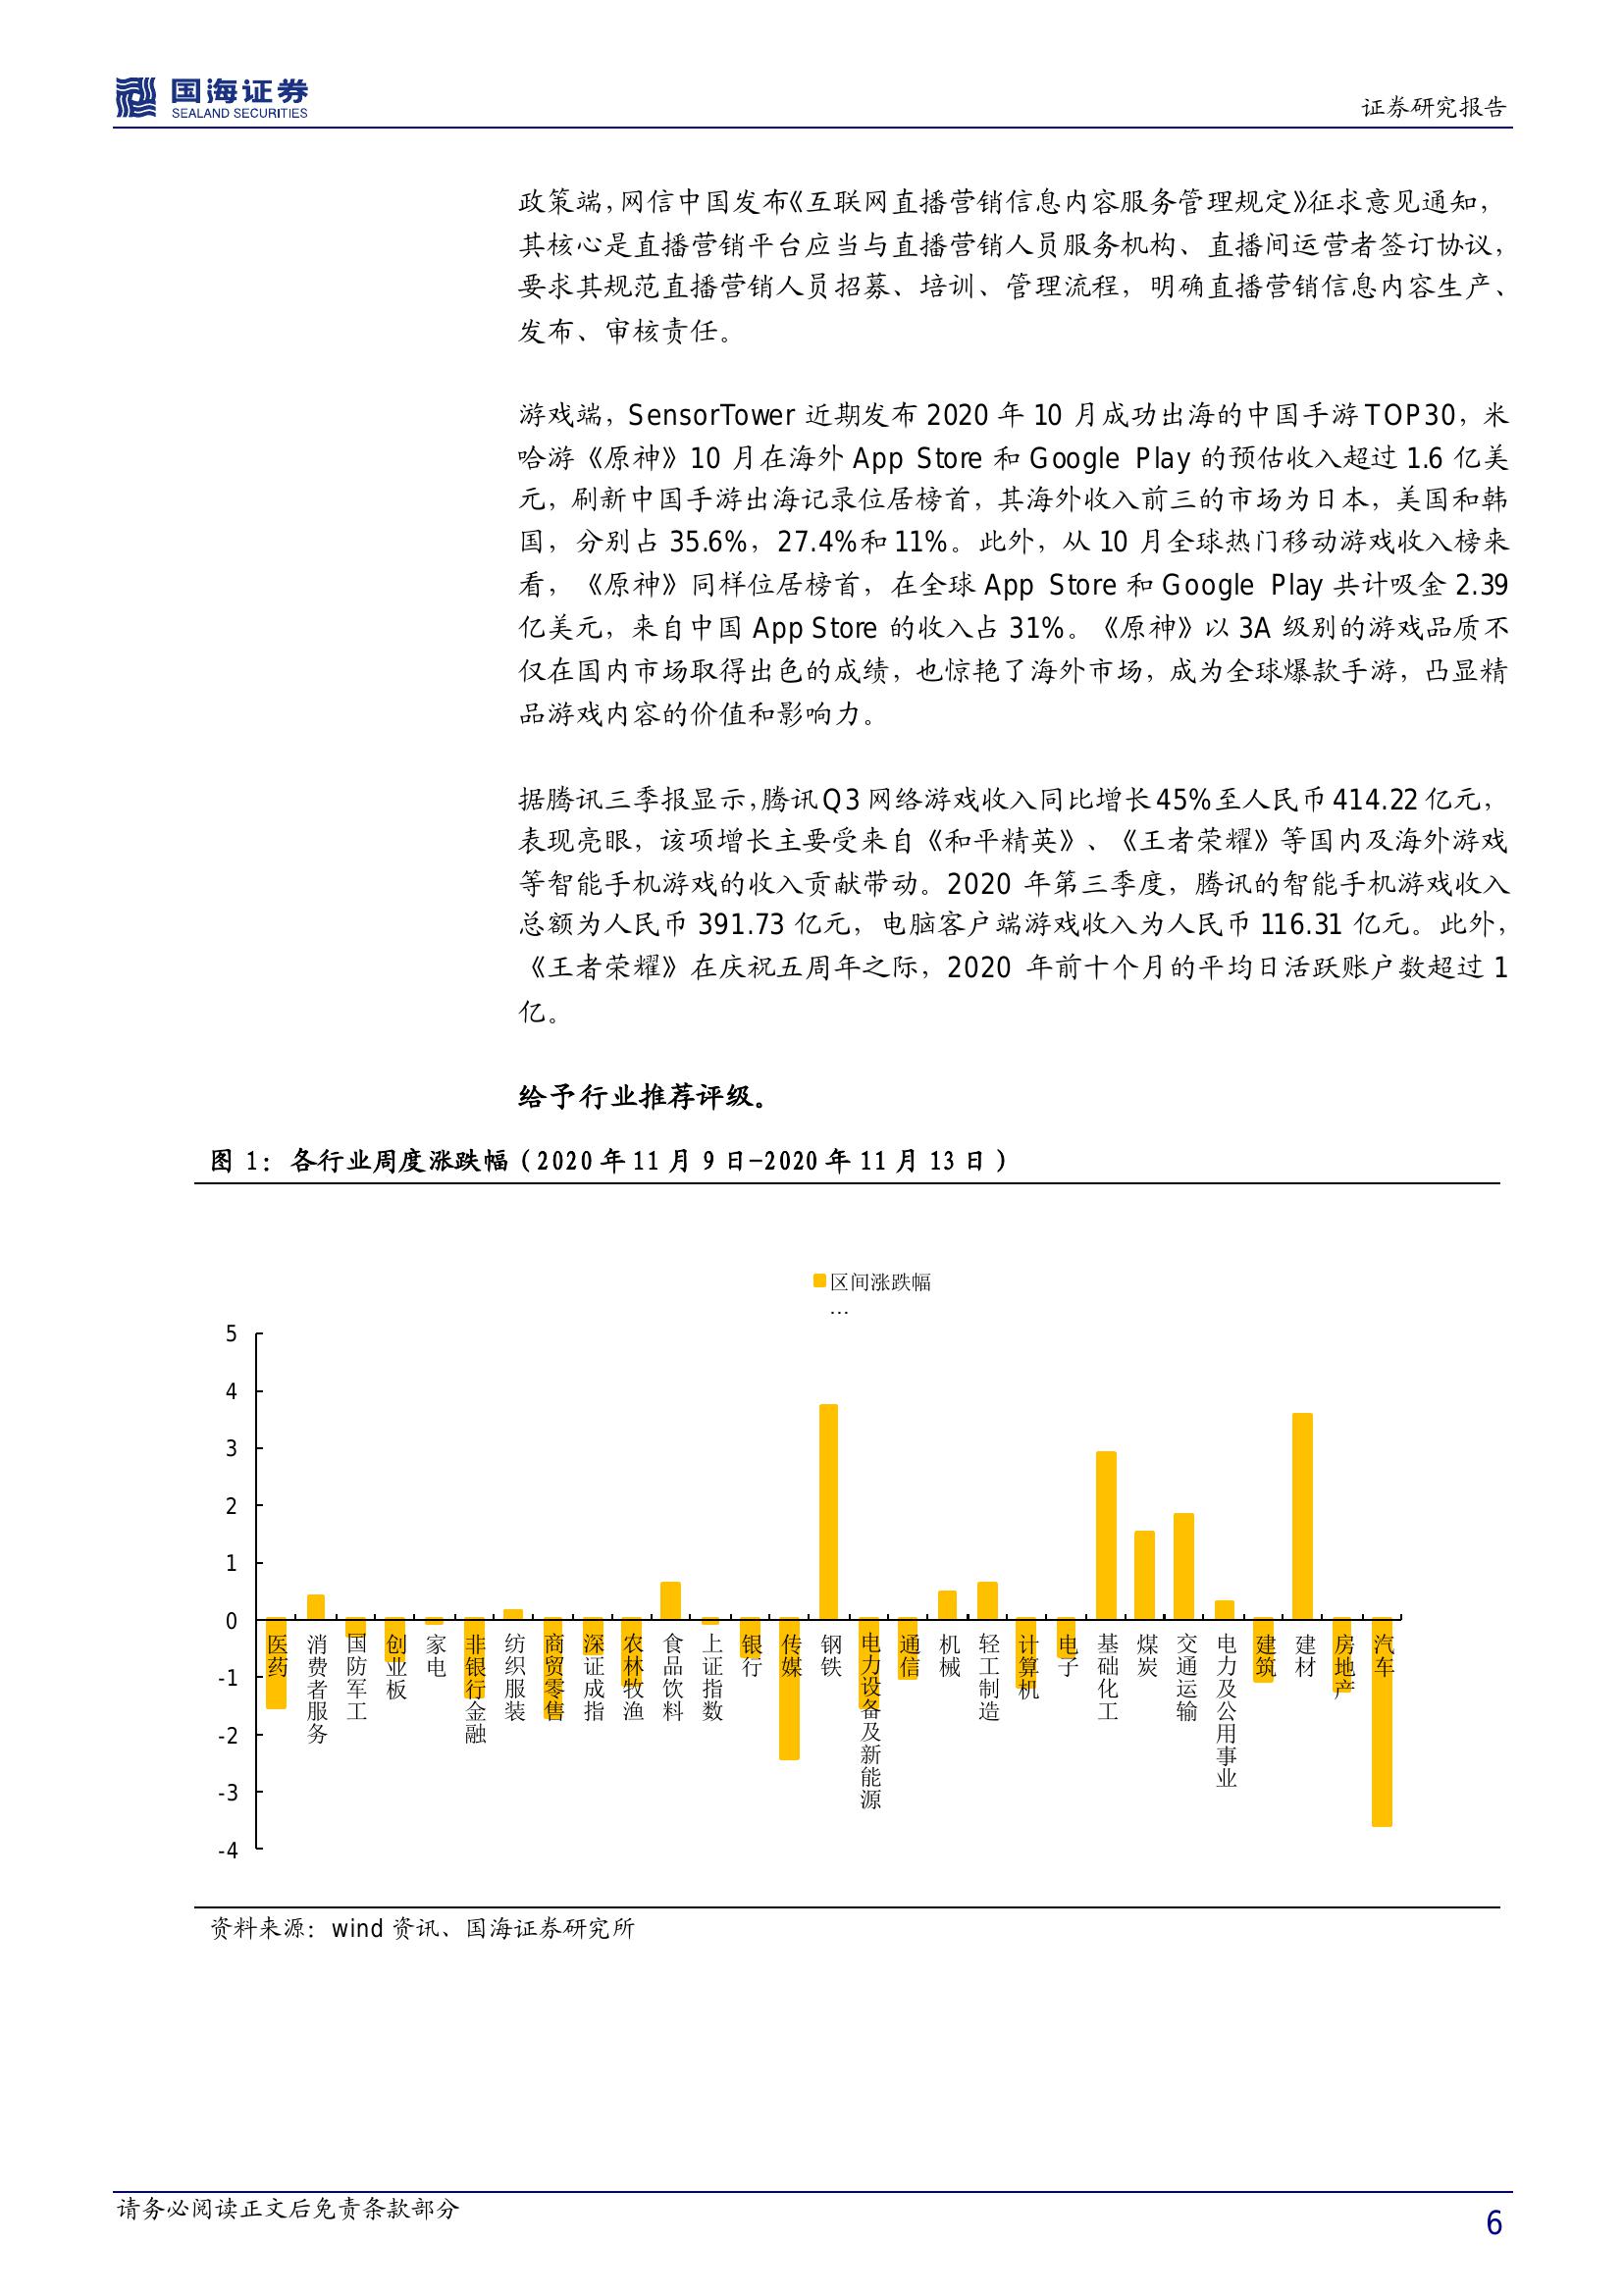 国海证券
SEALAND SECURITIES
证券研究报告
政策端，网信中国发布《互联网直播营销信息内容服务管理规定》征求意见通知，
其核心是直播营销平台应当与直播营销人员服务机构、直播间运营者签订协议，
要求其规范直播营销人员招募、培训、管理流程，明确直播营销信息内容生产、
发布、审核责任。
游戏端，SensorTower 近期发布 2020 年 10 月成功出海的中国手游 TOP30，米
哈游《原神》10 月在海外 App Store 和 Google Play 的预估收入超过 1.6 亿美
元，刷新中国手游出海记录位居榜首，其海外收入前三的市场为日本，美国和韩
国，分别占 35.6%，27.4%和 11%。此外，从 10 月全球热门移动游戏收入榜来
看，《原神》同样位居榜首，在全球 App Store 和 Google Play 共计吸金 2.39
亿美元，来自中国 App Store 的收入占 31%。《原神》以 3A 级别的游戏品质不
仅在国内市场取得出色的成绩，也惊艳了海外市场，成为全球爆款手游，凸显精
品游戏内容的价值和影响力。
据腾讯三季报显示，腾讯 Q3 网络游戏收入同比增长 45%至人民币 414.22 亿元，
表现亮眼，该项增长主要受来自《和平精英》、《王者荣耀》等国内及海外游戏
等智能手机游戏的收入贡献带动。2020 年第三季度，腾讯的智能手机游戏收入
总额为人民币 391.73 亿元，电脑客户端游戏收入为人民币 116.31 亿元。此外，
《王者荣耀》在庆祝五周年之际，2020 年前十个月的平均日活跃账户数超过 1
亿。
给予行业推荐评级。
图 1：各行业周度涨跌幅（2020 年 11 月 9 日-2020 年 11 月 13 日）
区间涨跌幅
…
5
4
3
2
1
0
-1
-2
-3
-4
医药
消费者服务
国防军工
创业板
家电
非银行金融
纺织服装
商贸零售
深证成指
农林牧渔
食品饮料
上证指数
银行
传媒
钢铁
电力设备及新能源
通信
机械
轻工制造
计算机
电子
基础化工
煤炭
交通运输
电力及公用事业
建筑
建材
房地产
汽车
资料来源：wind 资讯、国海证券研究所
请务必阅读正文后免责条款部分
6